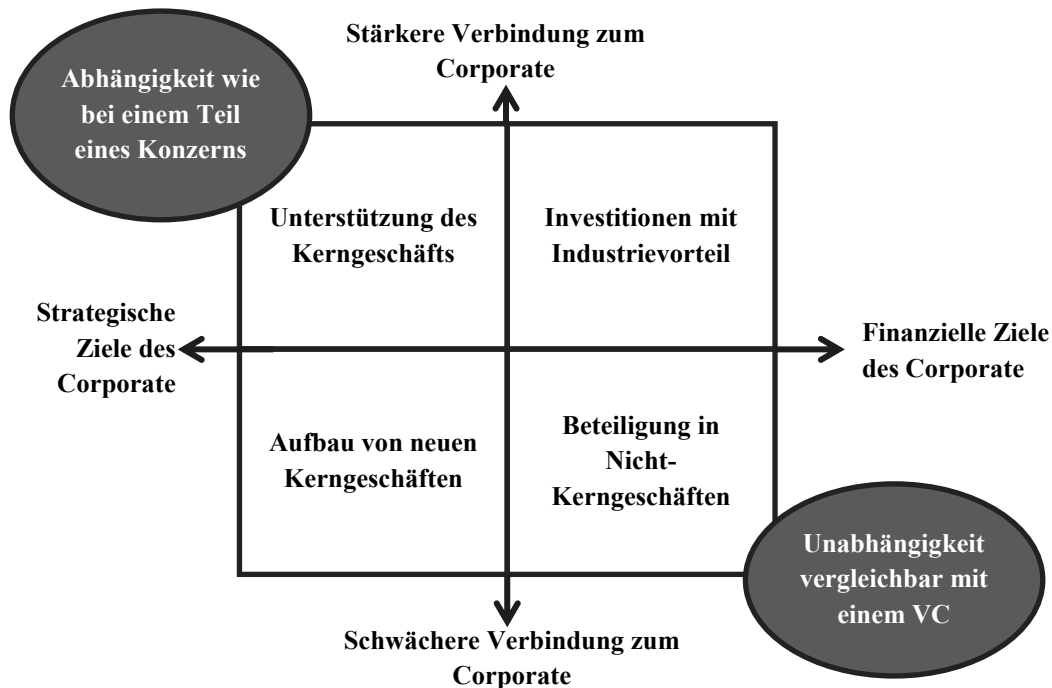 Stärkere Verbindung zum
Corporate
Abhängigkeit wie
bei einem Teil
eines Konzerns
Unterstützung des
Kerngeschäfts
Investitionen mit
Industrievorteil
Strategische
Ziele des
Corporate
Finanzielle Ziele
des Corporate
Aufbau von neuen
Kerngeschäften
Beteiligung in
Nicht-
Kerngeschäften
Unabhängigkeit
vergleichbar mit
einem VC
Schwächere Verbindung zum
Corporate